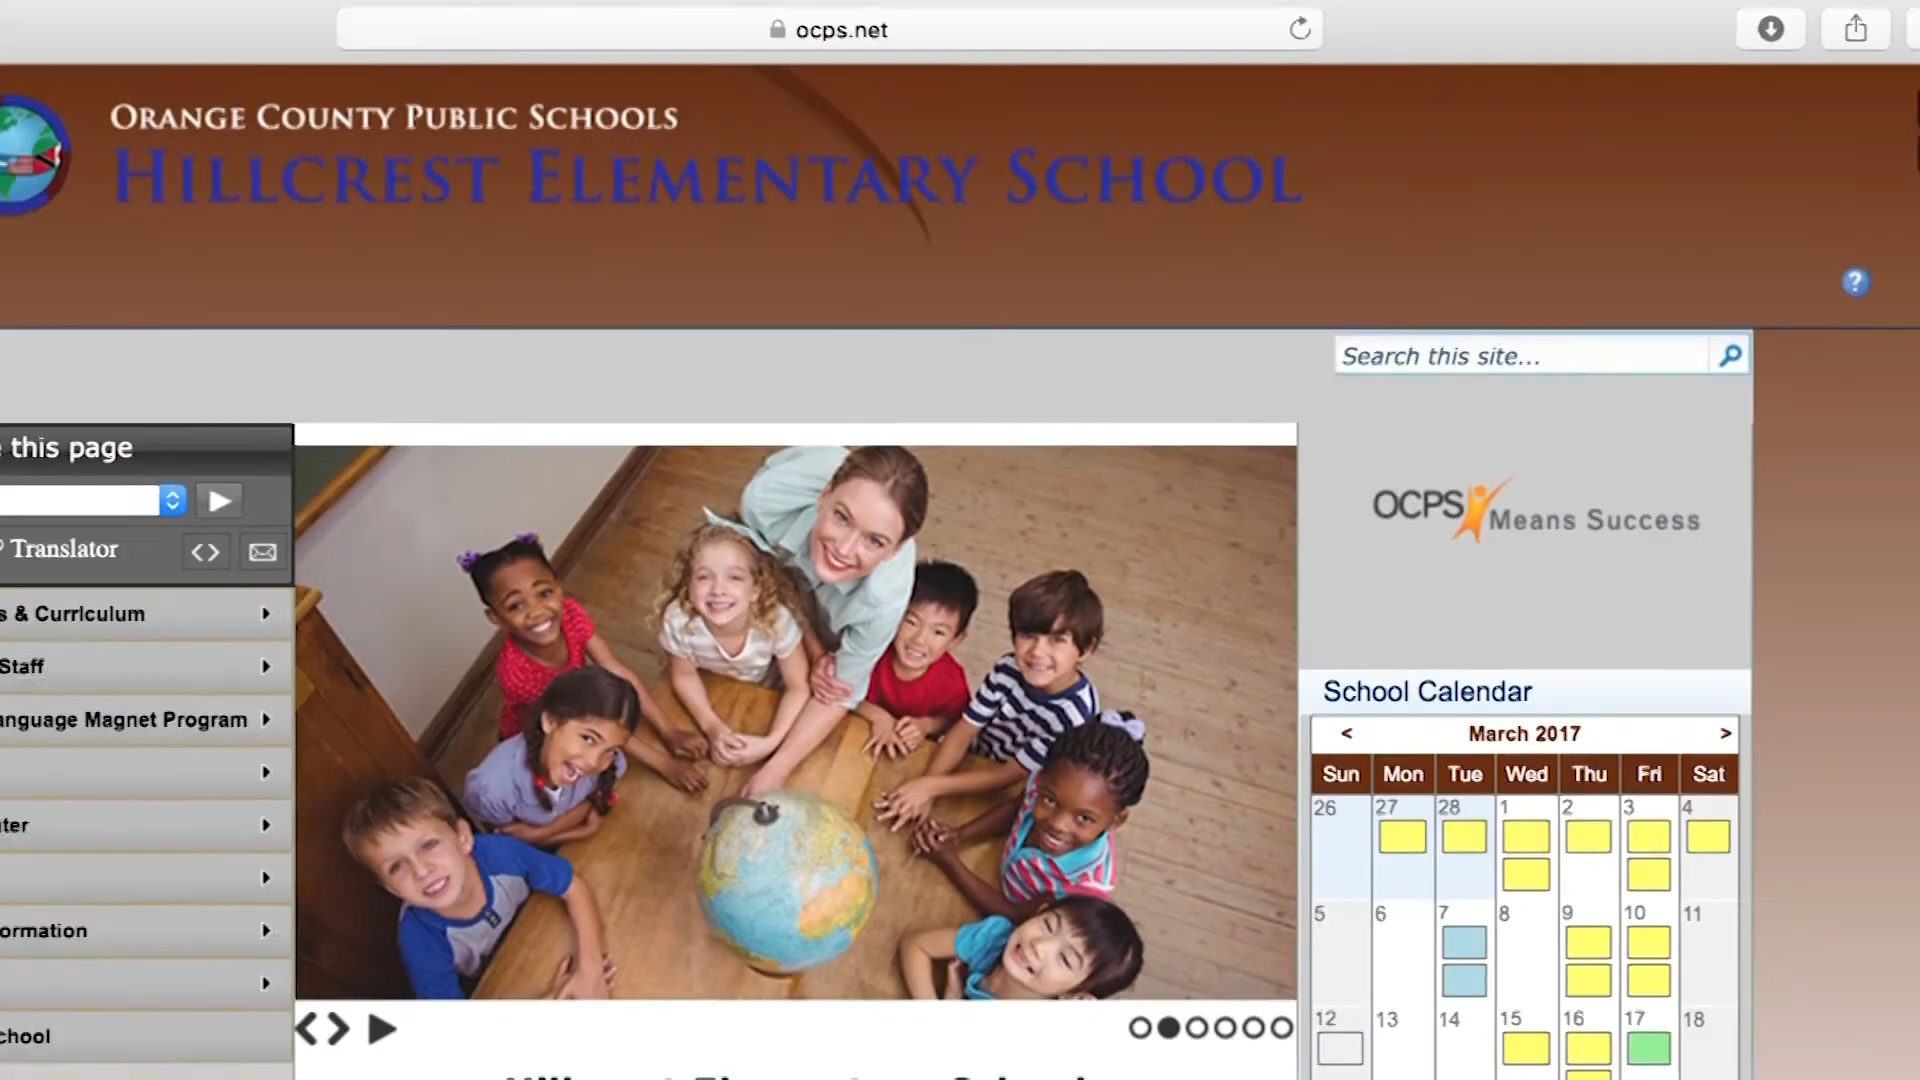 ocps.net
ORANGE COUNTY PUBLIC SCHOOLS
HILLCREST ELEMENTARY SCHOOL
?
Search this site...
this page
Translator
OCPS Means Success
s & Curriculum
Staff
anguage Magnet Program
ter
ormation
chool
School Calendar
< March 2017 >
Sun Mon Tue Wed Thu Fri Sat
26 27 28 1 2 3 4
5 6 7 8 9 10 11
12 13 14 15 16 17 18